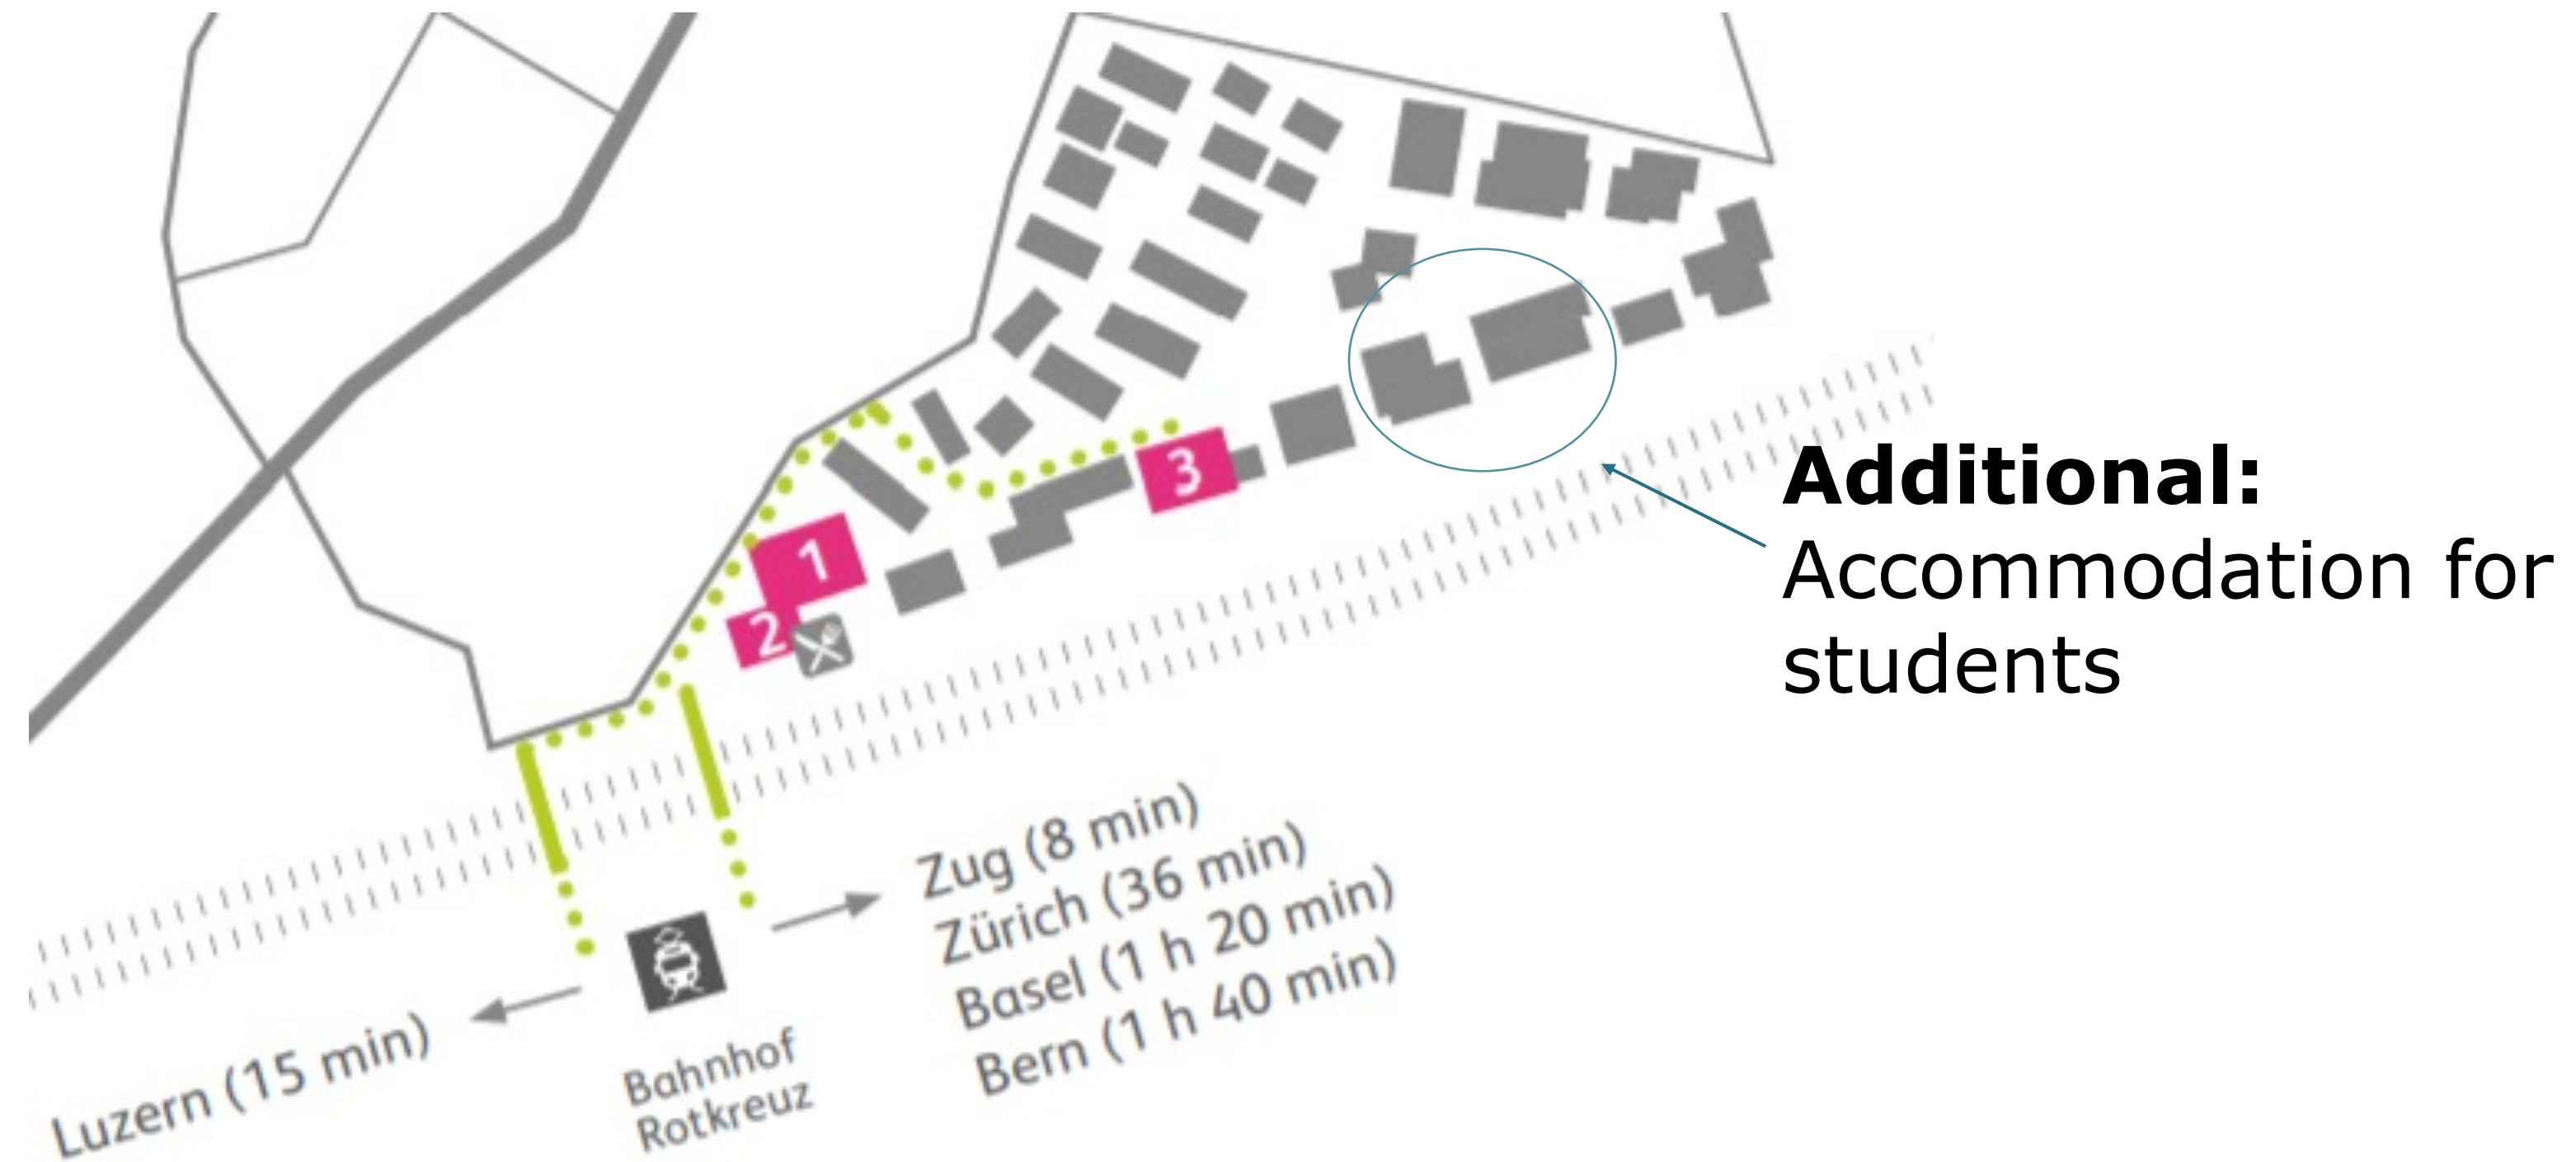 1
2
3
Additional:
Accommodation for
students
Zug (8 min)
Zürich (36 min)
Basel (1 h 20 min)
Bern (1 h 40 min)
Luzern (15 min)
Bahnhof
Rotkreuz